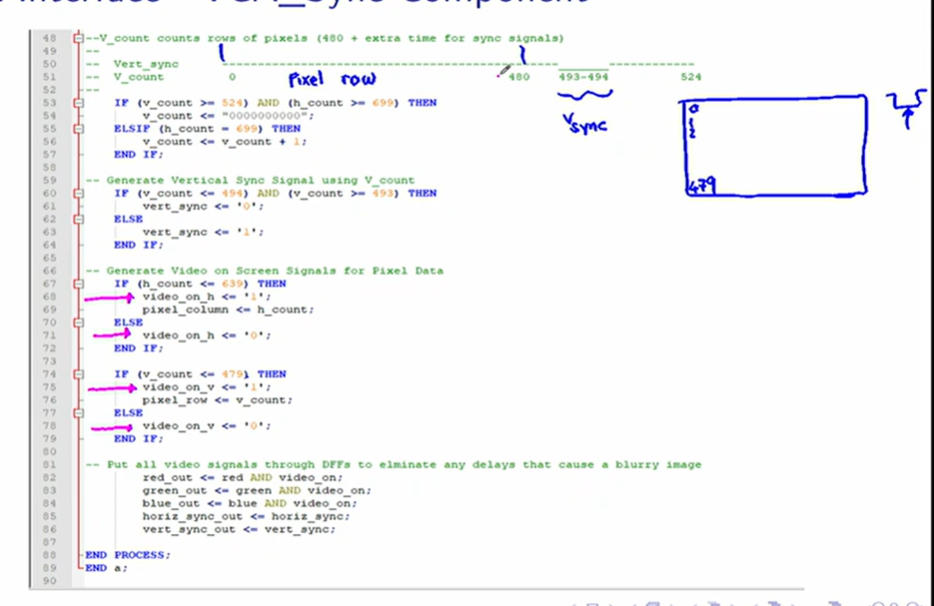 48 --V_count counts rows of pixels (480 + extra time for sync signals)
49 --
50 -- Vert_sync -----------------------------------------------_______------------
51 -- V_count 0 Pixel row 480 493-494 524
52 --
Vsync
0
1
2
479
53 IF (v_count >= 524) AND (h_count >= 699) THEN
54 v_count <= "0000000000";
55 ELSIF (h_count = 699) THEN
56 v_count <= v_count + 1;
57 END IF;
58
59 -- Generate Vertical Sync Signal using V_count
60 IF (v_count <= 494) AND (v_count >= 493) THEN
61 vert_sync <= '0';
62 ELSE
63 vert_sync <= '1';
64 END IF;
65
66 -- Generate Video on Screen Signals for Pixel Data
67 IF (h_count <= 639) THEN
68 video_on_h <= '1';
69 pixel_column <= h_count;
70 ELSE
71 video_on_h <= '0';
72 END IF;
73
74 IF (v_count <= 479) THEN
75 video_on_v <= '1';
76 pixel_row <= v_count;
77 ELSE
78 video_on_v <= '0';
79 END IF;
80
81 -- Put all video signals through DFFs to elminate any delays that cause a blurry image
82 red_out <= red AND video_on;
83 green_out <= green AND video_on;
84 blue_out <= blue AND video_on;
85 horiz_sync_out <= horiz_sync;
86 vert_sync_out <= vert_sync;
87
88 END PROCESS;
89 END a;
90